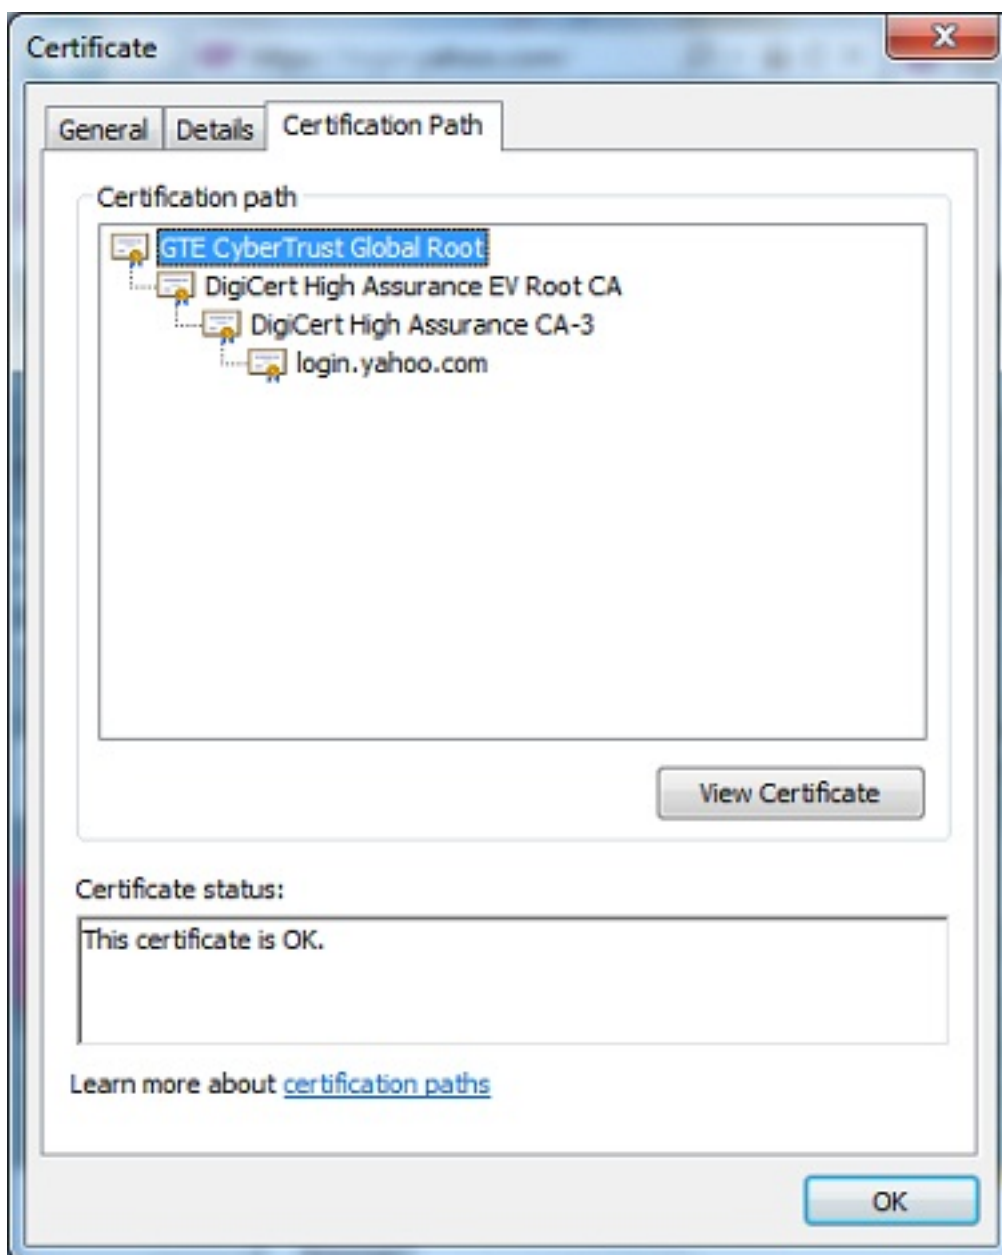 Certificate
General Details Certification Path
Certification path
GTE CyberTrust Global Root
DigiCert High Assurance EV Root CA
DigiCert High Assurance CA-3
login.yahoo.com
View Certificate
Certificate status:
This certificate is OK.
Learn more about certification paths
OK